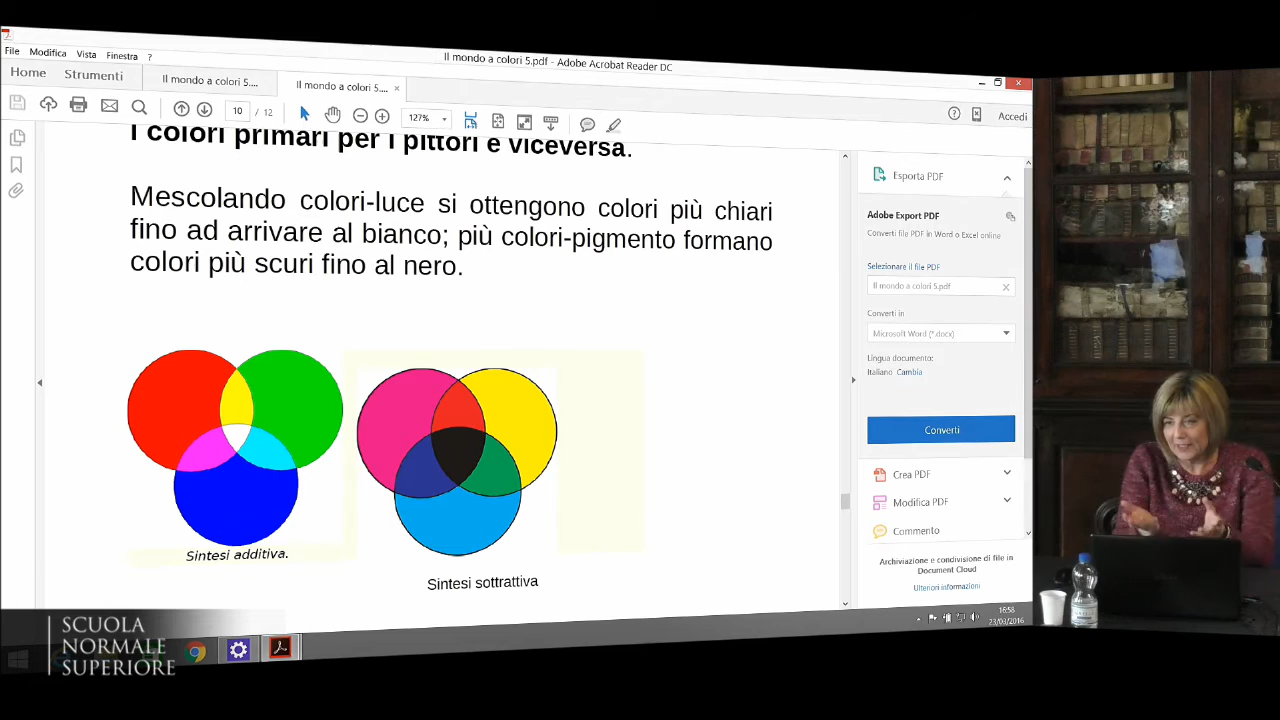 Il mondo a colori 5.pdf - Adobe Acrobat Reader DC
File Modifica Vista Finestra ?
Home Strumenti Il mondo a colori 5.... Il mondo a colori 5.... ×
10 / 12 127% Accedi
I colori primari per i pittori e viceversa.
Mescolando colori-luce si ottengono colori più chiari
fino ad arrivare al bianco; più colori-pigmento formano
colori più scuri fino al nero.
Sintesi additiva.
Sintesi sottrattiva
Esporta PDF
Adobe Export PDF
Converti file PDF in Word o Excel online
Selezionare il file PDF
Il mondo a colori 5.pdf
Converti in
Microsoft Word (*.docx)
Lingua documento:
Italiano Cambia
Converti
Crea PDF
Modifica PDF
Commento
Archiviazione e condivisione di file in
Document Cloud
Ulteriori informazioni
16:58
23/03/2016
SCUOLA
NORMALE
SUPERIORE